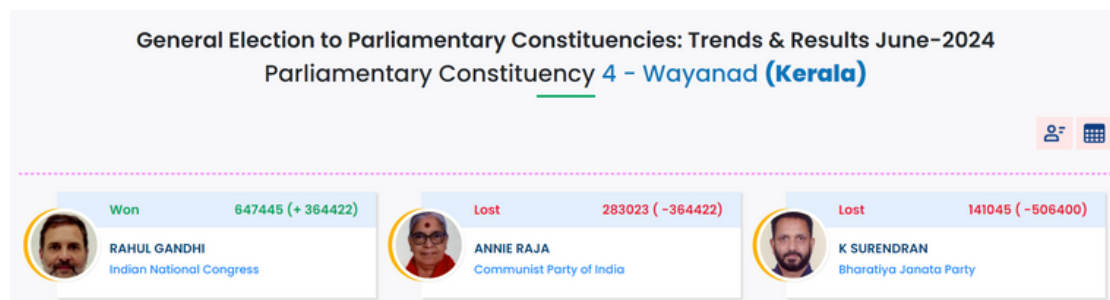 General Election to Parliamentary Constituencies: Trends & Results June-2024
Parliamentary Constituency 4 - Wayanad (Kerala)
Won 647445 (+ 364422)
RAHUL GANDHI
Indian National Congress
Lost 283023 ( -364422)
ANNIE RAJA
Communist Party of India
Lost 141045 ( -506400)
K SURENDRAN
Bharatiya Janata Party